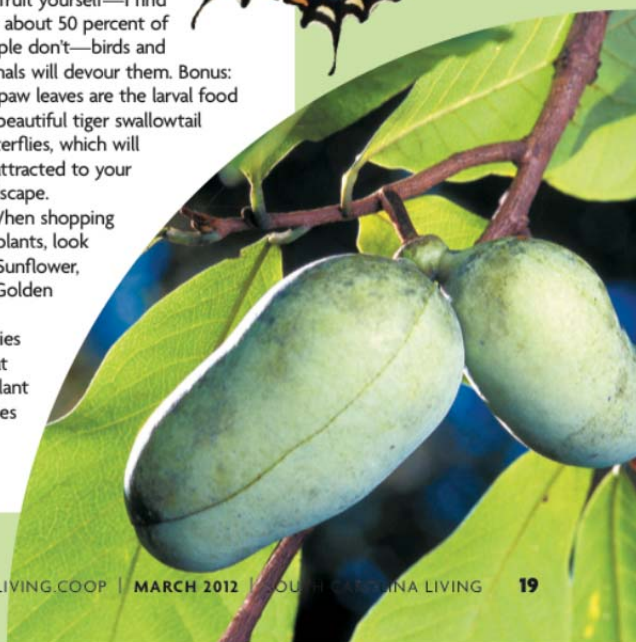 fruit yourself—I find
about 50 percent of
ple don't—birds and
nals will devour them. Bonus:
paw leaves are the larval food
beautiful tiger swallowtail
erflies, which will
ttracted to your
scape.
When shopping
plants, look
Sunflower,
Golden
ies
t
lant
es
LIVING.COOP | MARCH 2012 | SOUTH CAROLINA LIVING 19